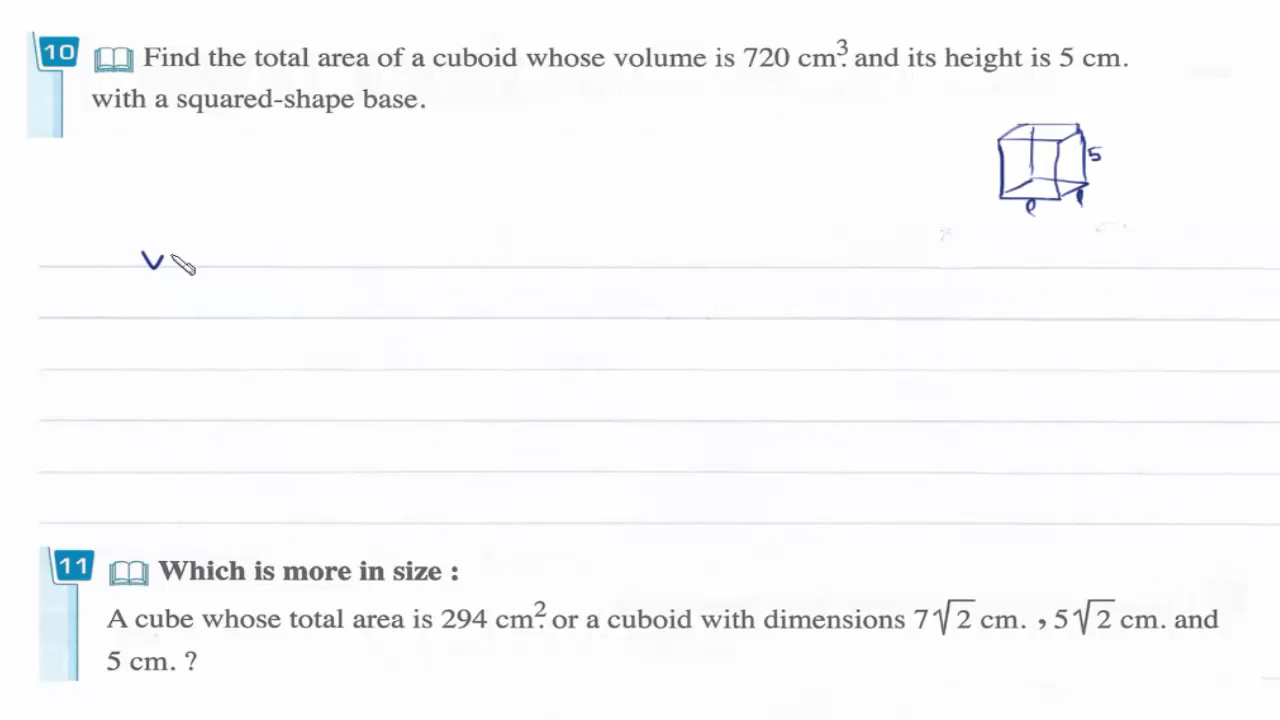 10 Find the total area of a cuboid whose volume is 720 cm³. and its height is 5 cm.
with a squared-shape base.
5
l
l
V
11 Which is more in size :
A cube whose total area is 294 cm². or a cuboid with dimensions 7√2 cm. , 5√2 cm. and
5 cm. ?